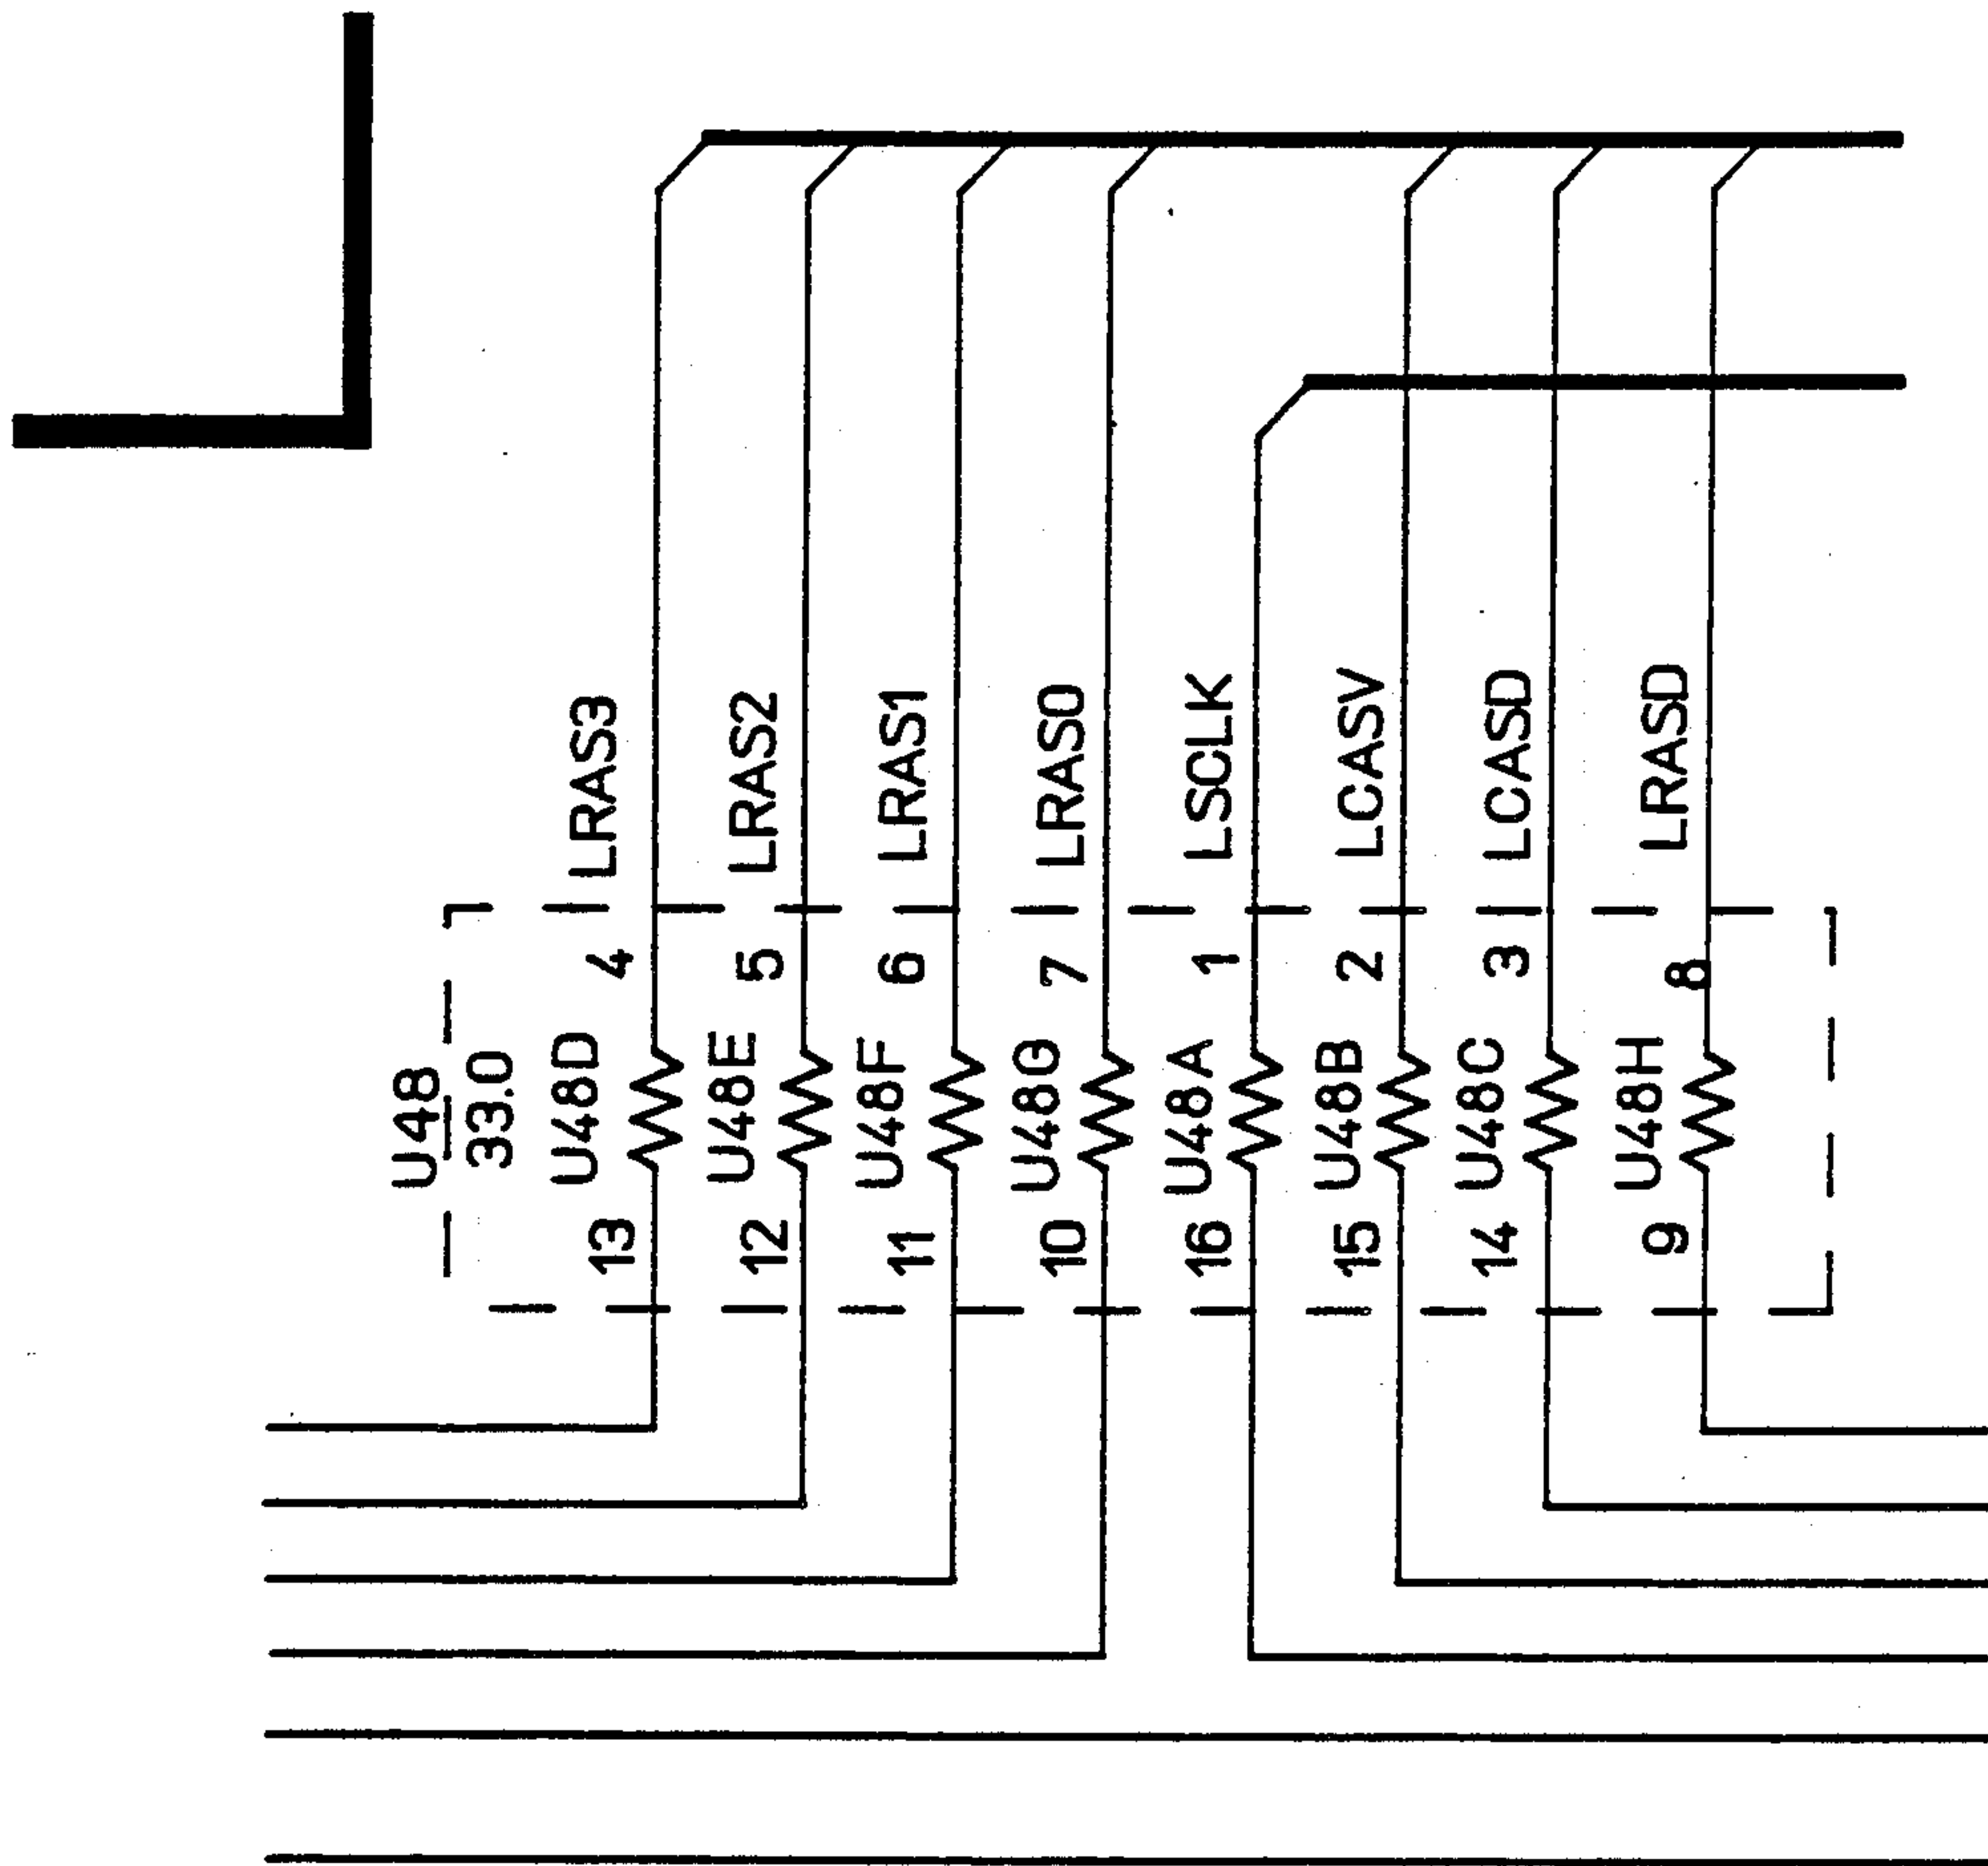 U48
33.0
LRAS3
4
U48D
13
LRAS2
5
U48E
12
LRAS1
6
U48F
11
LRAS0
7
U48G
10
LSCLK
1
U48A
16
LCASV
2
U48B
15
LCASD
3
U48C
14
LRASD
8
U48H
9